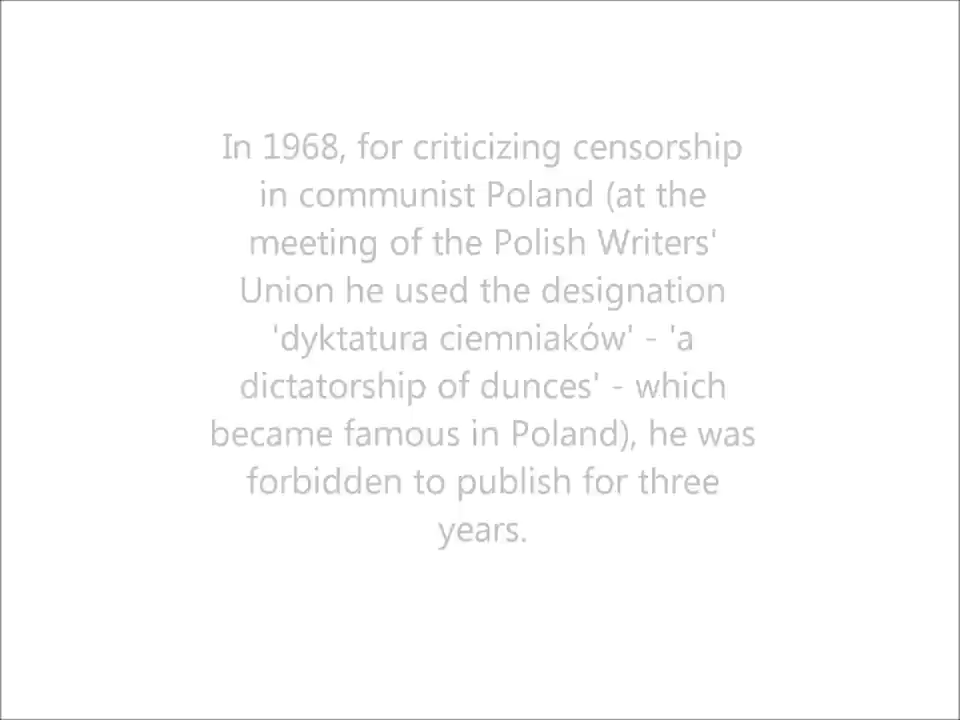 In 1968, for criticizing censorship
in communist Poland (at the
meeting of the Polish Writers'
Union he used the designation
'dyktatura ciemniaków' - 'a
dictatorship of dunces' - which
became famous in Poland), he was
forbidden to publish for three
years.